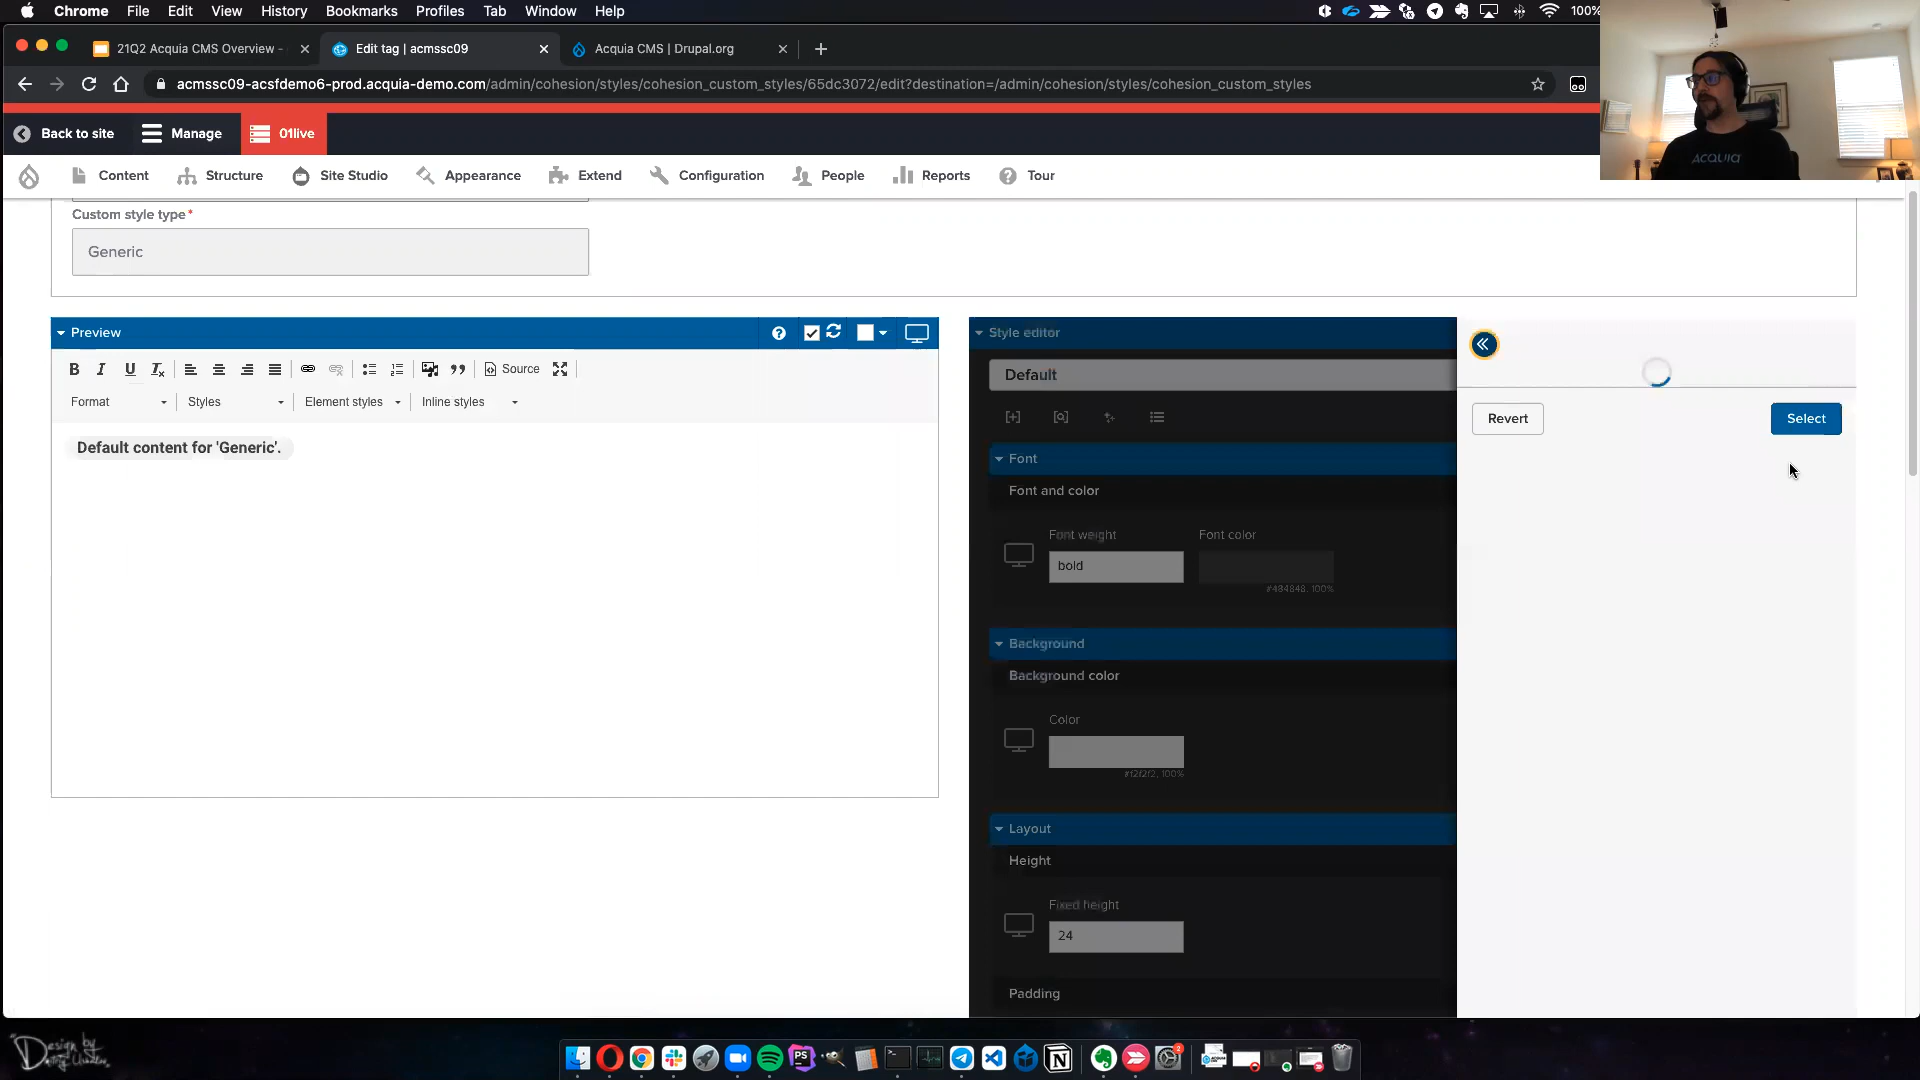 Chrome File Edit View History Bookmarks Profiles Tab Window Help 100%
21Q2 Acquia CMS Overview - Edit tag | acmssc09 Acquia CMS | Drupal.org
acmssc09-acsfdemo6-prod.acquia-demo.com/admin/cohesion/styles/cohesion_custom_styles/65dc3072/edit?destination=/admin/cohesion/styles/cohesion_custom_styles
ACQUIA
Back to site Manage 01live
Content Structure Site Studio Appearance Extend Configuration People Reports Tour
Custom style type*
Generic
Preview
Source
Format Styles Element styles Inline styles
Default content for 'Generic'.
Style editor
Default
Font
Font and color
Font weight Font color
bold
#484848, 100%
Background
Background color
Color
#f2f2f2, 100%
Layout
Height
Fixed height
24
Padding
Revert Select
Design by
PS
2